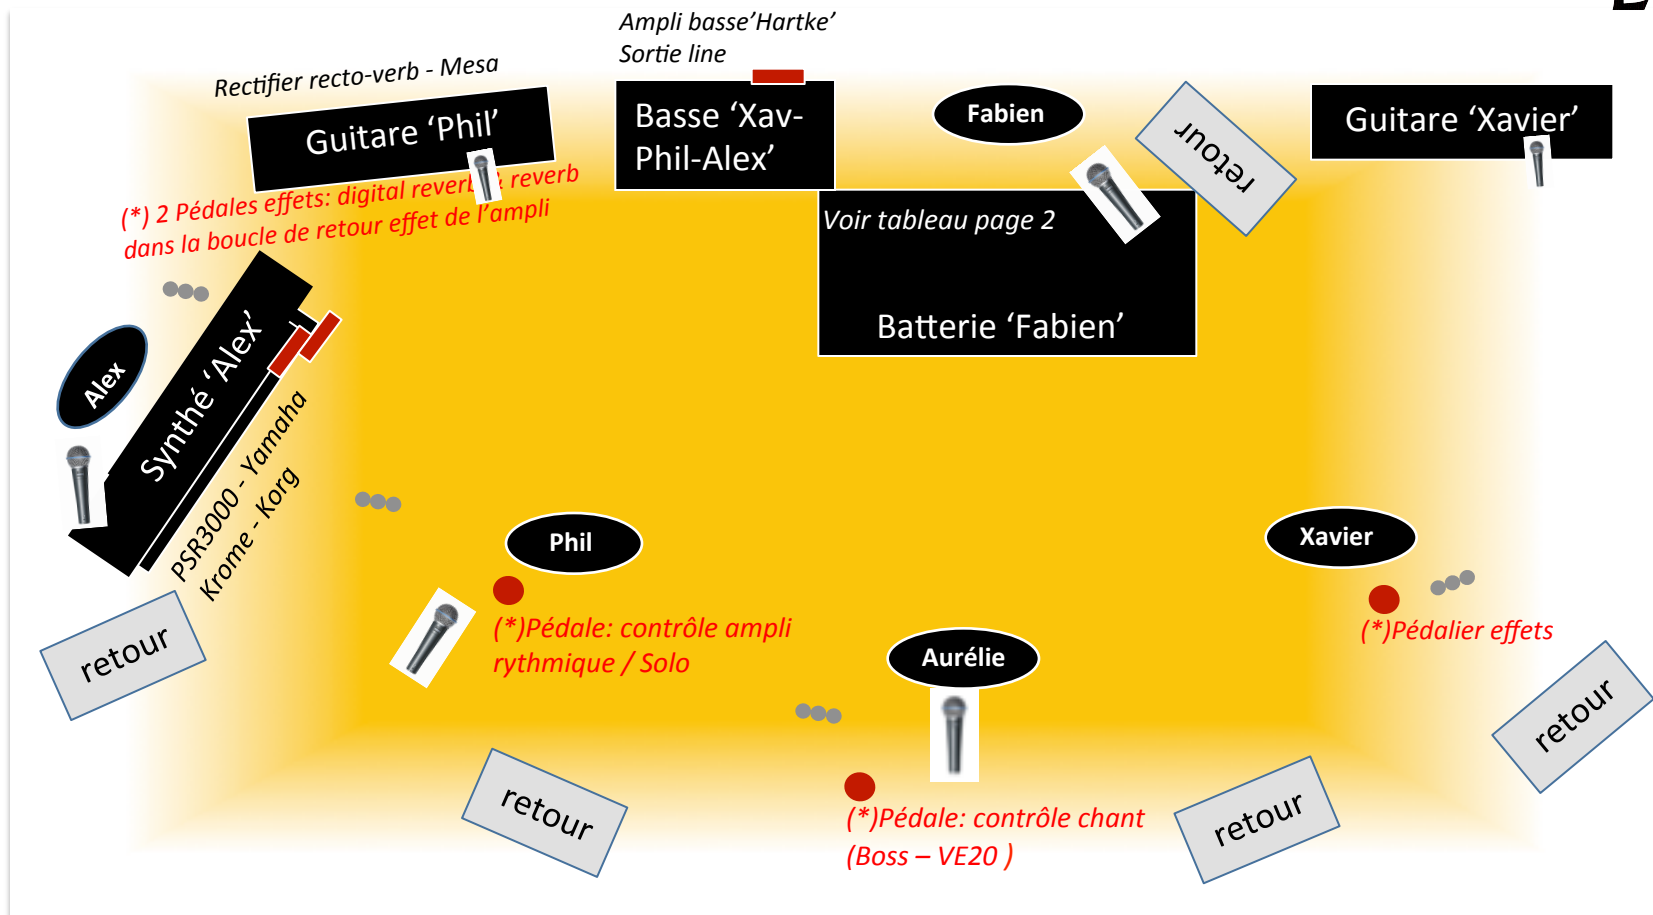 Ampli basse’Hartke’
Sortie line
Rectifier recto-verb - Mesa
Guitare ‘Phil’
Basse ‘Xav-
Phil-Alex’
Fabien
retour
Guitare ‘Xavier’
(*) 2 Pédales effets: digital reverb & reverb
dans la boucle de retour effet de l’ampli
Voir tableau page 2
Batterie ‘Fabien’
Alex
Synthé ‘Alex’
PSR3000 - Yamaha
Krome - Korg
retour
Phil
(*)Pédale: contrôle ampli
rythmique / Solo
Xavier
(*)Pédalier effets
Aurélie
retour
retour
(*)Pédale: contrôle chant
(Boss – VE20 )
retour